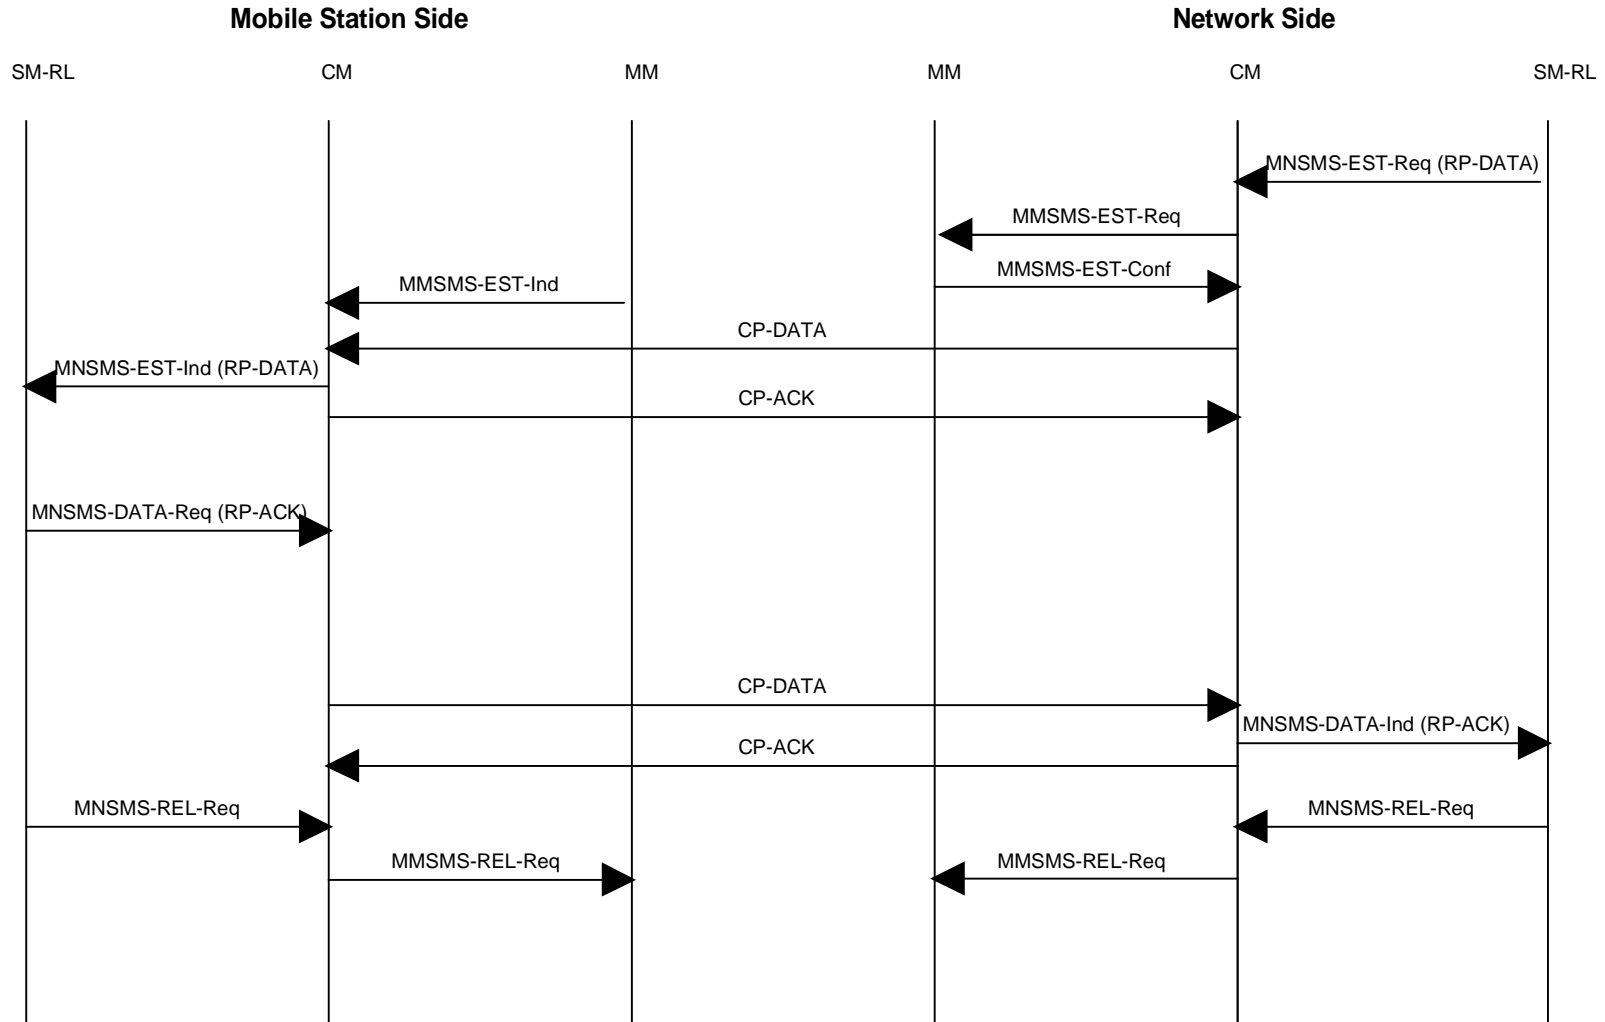 Mobile Station Side
Network Side
SM-RL
CM
MM
MM
CM
SM-RL
MNSMS-EST-Req (RP-DATA)
MMSMS-EST-Req
MMSMS-EST-Conf
MMSMS-EST-Ind
CP-DATA
MNSMS-EST-Ind (RP-DATA)
CP-ACK
MNSMS-DATA-Req (RP-ACK)
CP-DATA
MNSMS-DATA-Ind (RP-ACK)
CP-ACK
MNSMS-REL-Req
MNSMS-REL-Req
MMSMS-REL-Req
MMSMS-REL-Req